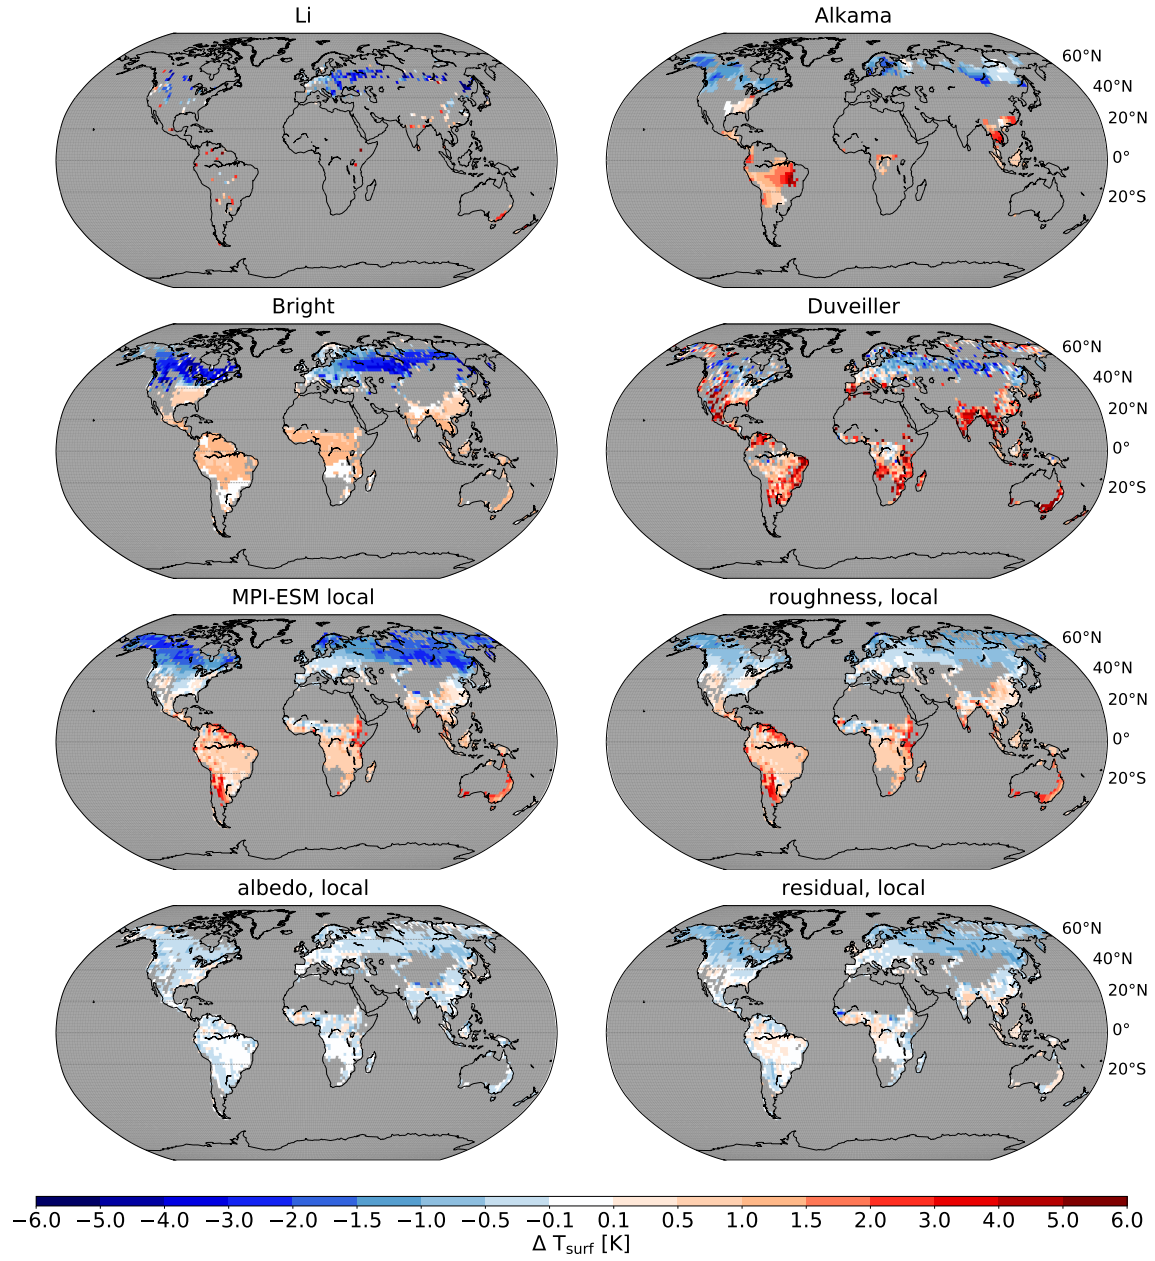 Li
Alkama
60°N
40°N
20°N
0°
20°S
Bright
Duveiller
60°N
40°N
20°N
0°
20°S
MPI-ESM local
roughness, local
60°N
40°N
20°N
0°
20°S
albedo, local
residual, local
60°N
40°N
20°N
0°
20°S
−6.0 −5.0 −4.0 −3.0 −2.0 −1.5 −1.0 −0.5 −0.1 0.1 0.5 1.0 1.5 2.0 3.0 4.0 5.0 6.0
Δ T_surf [K]